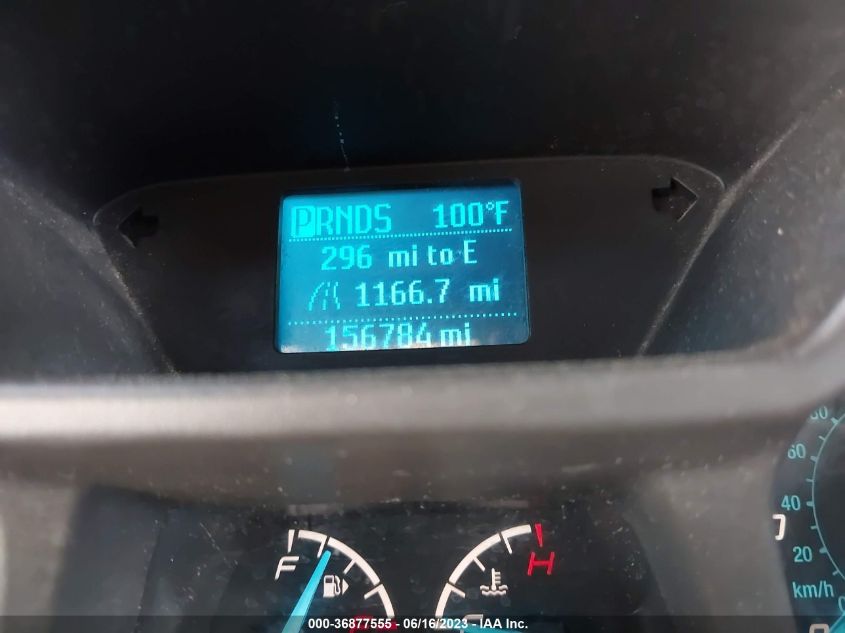 PRNDS 100°F
296 mi to E
1166.7 mi
156784 mi
80
60
40
20
km/h
F
H
000-36877555 - 06/16/2023 - IAA Inc.